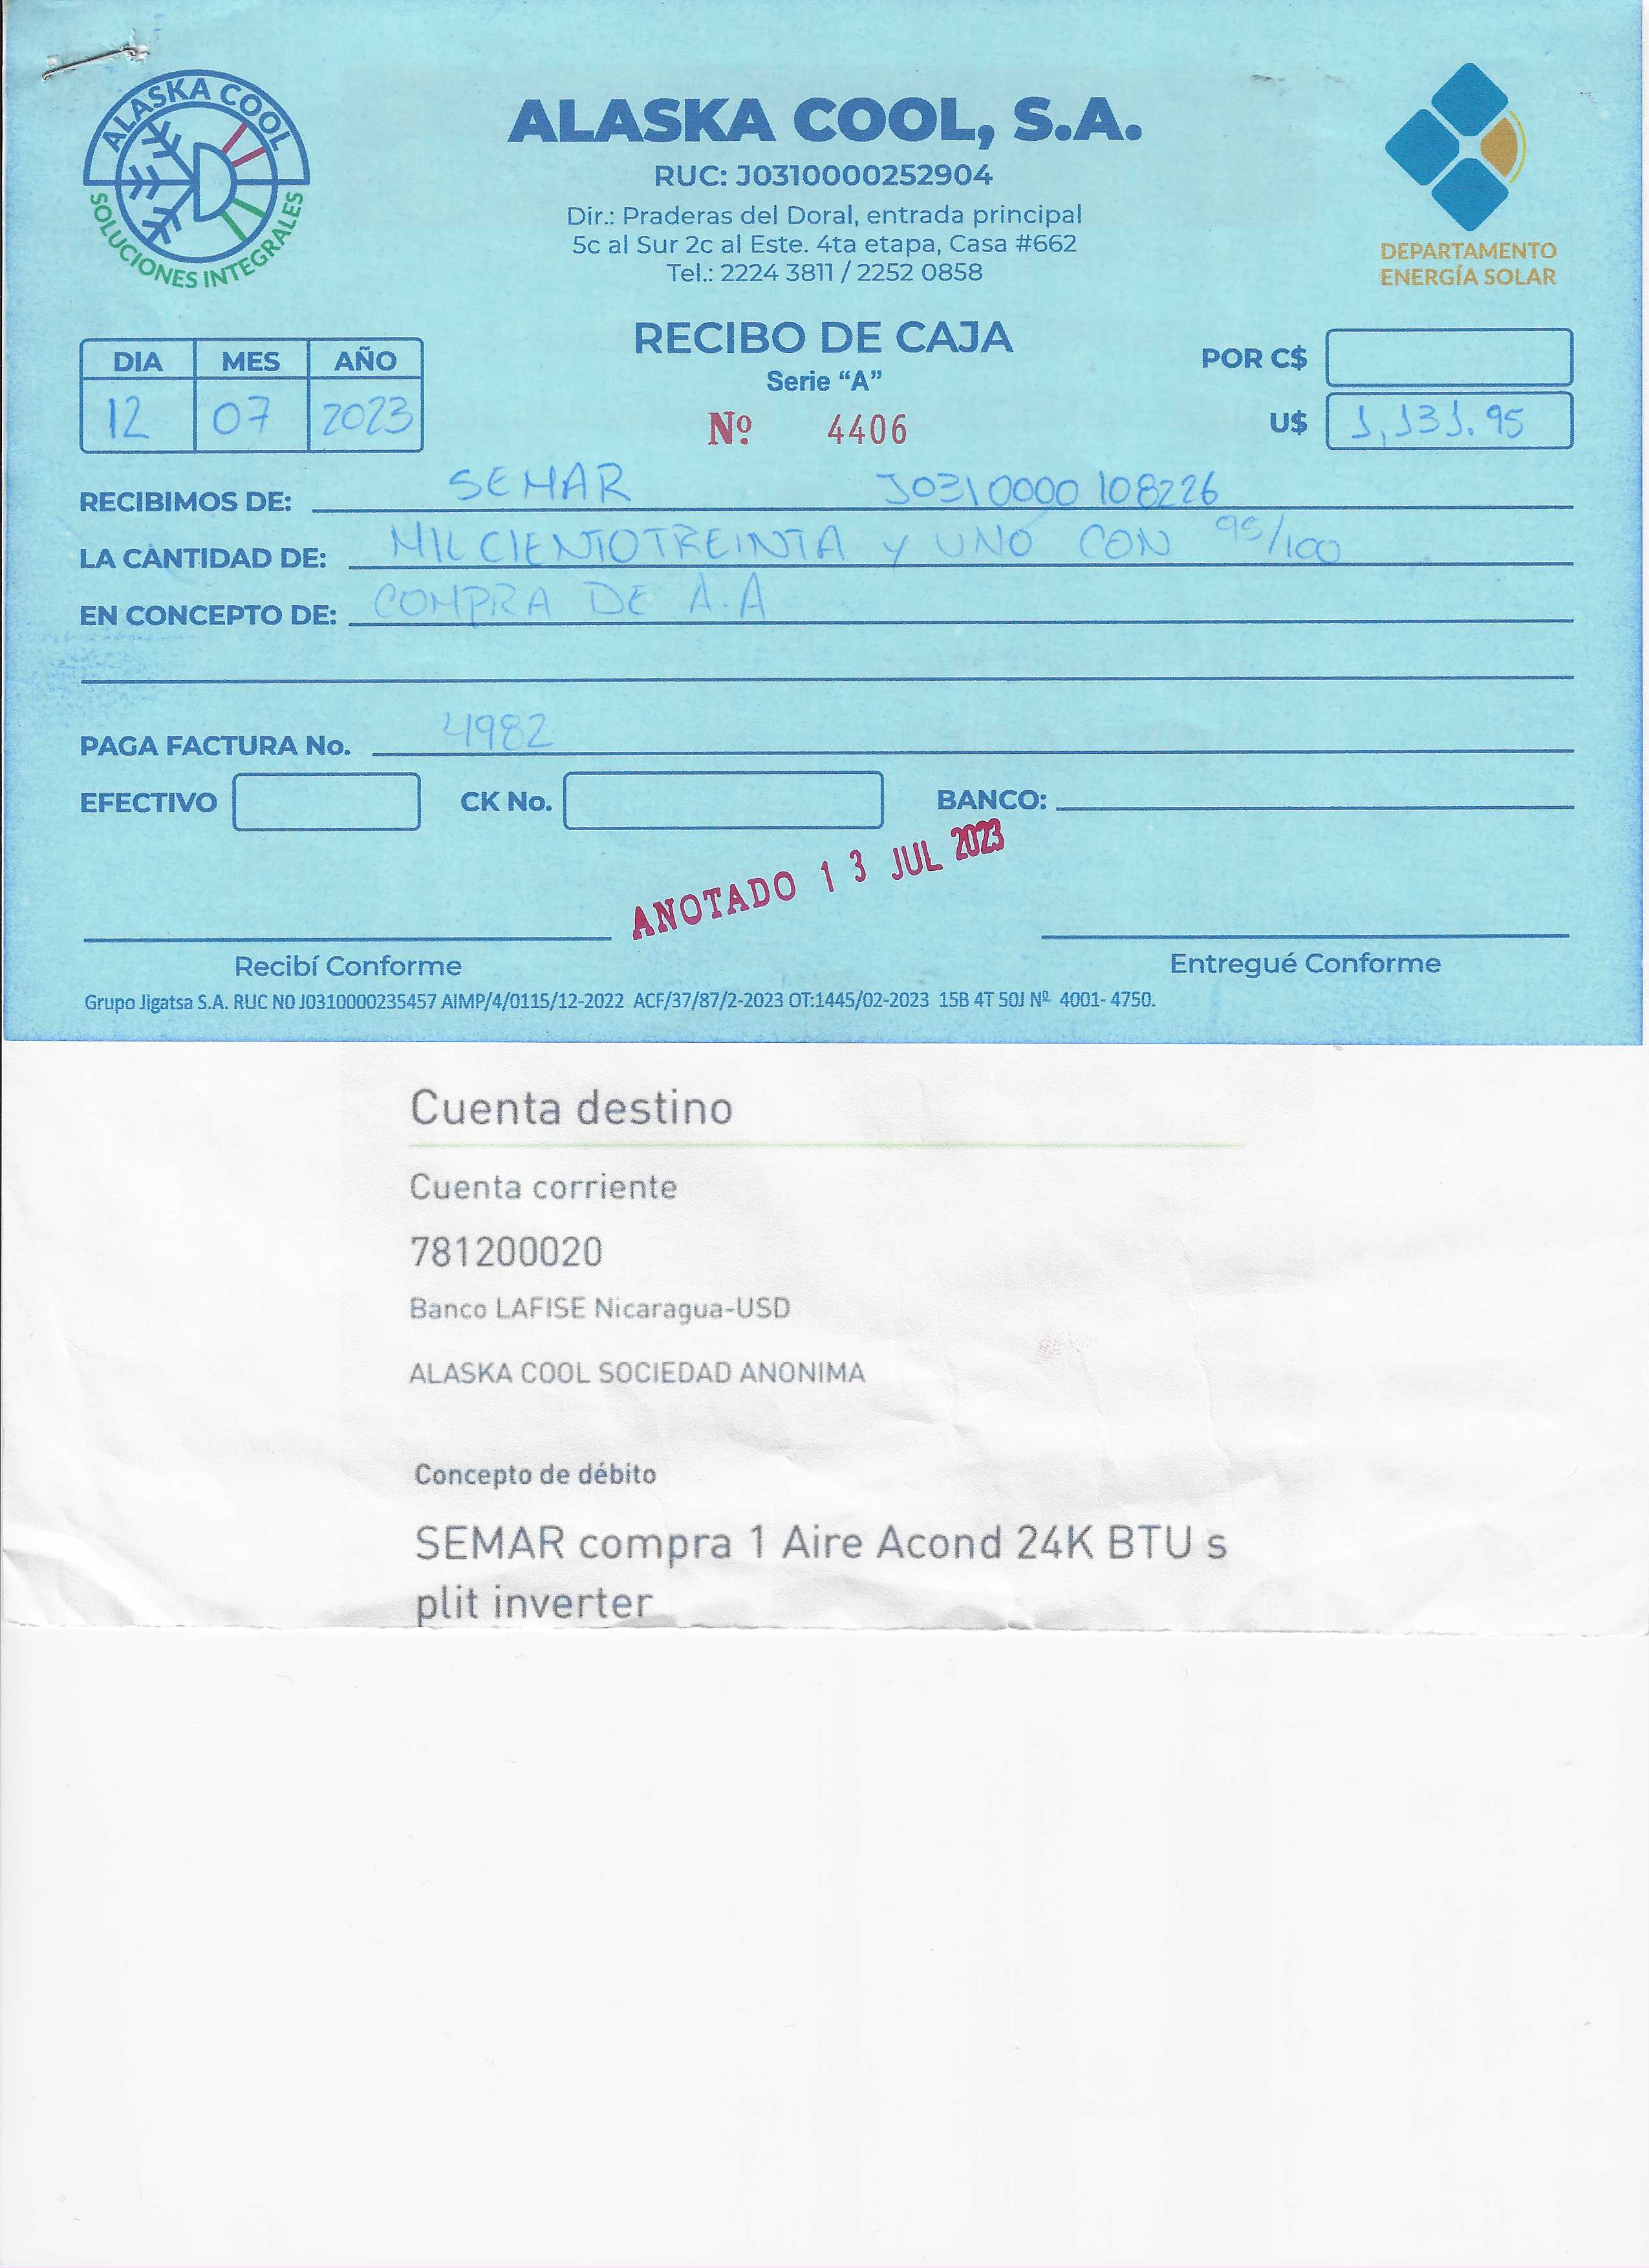 ALASKA COOL
SOLUCIONES INTEGRALES
ALASKA COOL, S.A.
RUC: J0310000252904
Dir.: Praderas del Doral, entrada principal
5c al Sur 2c al Este. 4ta etapa, Casa #662
Tel.: 2224 3811 / 2252 0858
DEPARTAMENTO
ENERGÍA SOLAR
RECIBO DE CAJA
Serie “A”
Nº 4406
DIA MES AÑO
12 07 2023
POR C$
U$ 1,131.95
RECIBIMOS DE: SEMAR J0310000108226
LA CANTIDAD DE: MIL CIENTOTREINTA Y UNO CON 95/100
EN CONCEPTO DE: COMPRA DE A.A
PAGA FACTURA No. 4982
EFECTIVO CK No. BANCO:
ANOTADO 13 JUL 2023
Recibí Conforme Entregué Conforme
Grupo Jigatsa S.A. RUC N0 J0310000235457 AIMP/4/0115/12-2022 ACF/37/87/2-2023 OT:1445/02-2023 15B 4T 50J Nº 4001- 4750.
Cuenta destino
Cuenta corriente
781200020
Banco LAFISE Nicaragua-USD
ALASKA COOL SOCIEDAD ANONIMA
Concepto de débito
SEMAR compra 1 Aire Acond 24K BTU s
plit inverter